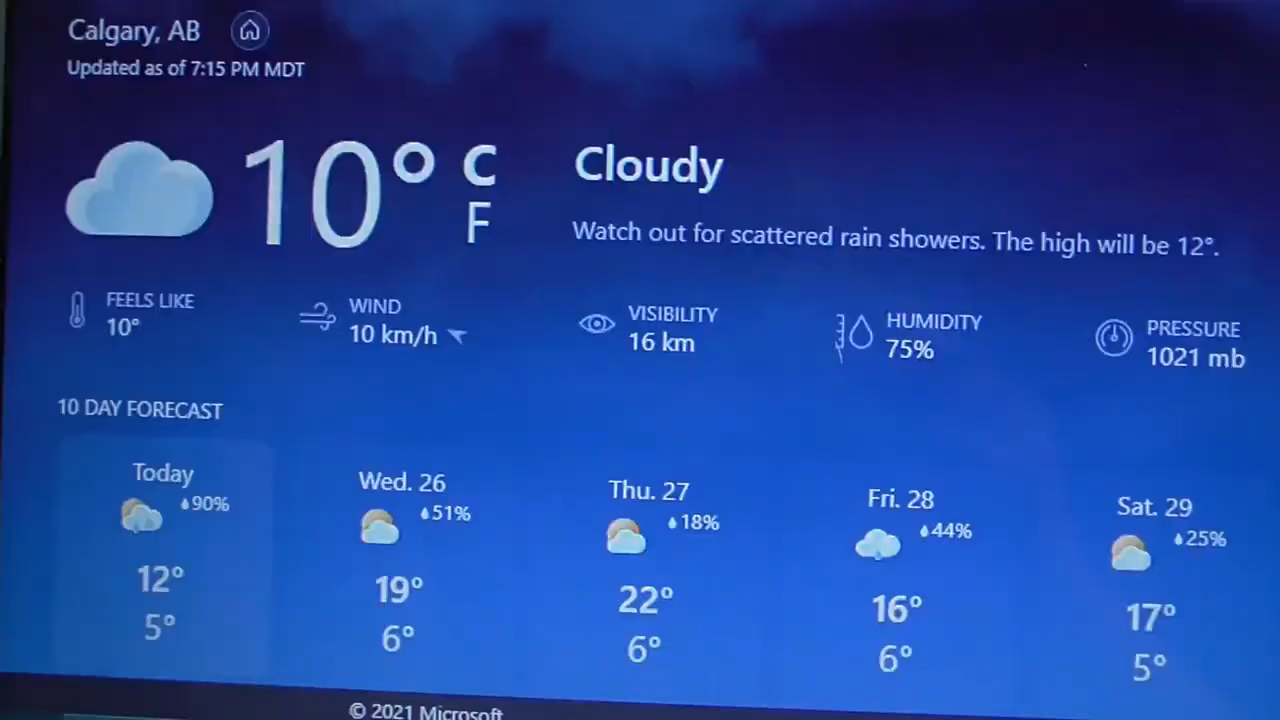 Calgary, AB
Updated as of 7:15 PM MDT
10° C
F
Cloudy
Watch out for scattered rain showers. The high will be 12°.
FEELS LIKE
10°
WIND
10 km/h
VISIBILITY
16 km
HUMIDITY
75%
PRESSURE
1021 mb
10 DAY FORECAST
Today
90%
12°
5°
Wed. 26
51%
19°
6°
Thu. 27
18%
22°
6°
Fri. 28
44%
16°
6°
Sat. 29
25%
17°
5°
© 2021 Microsoft